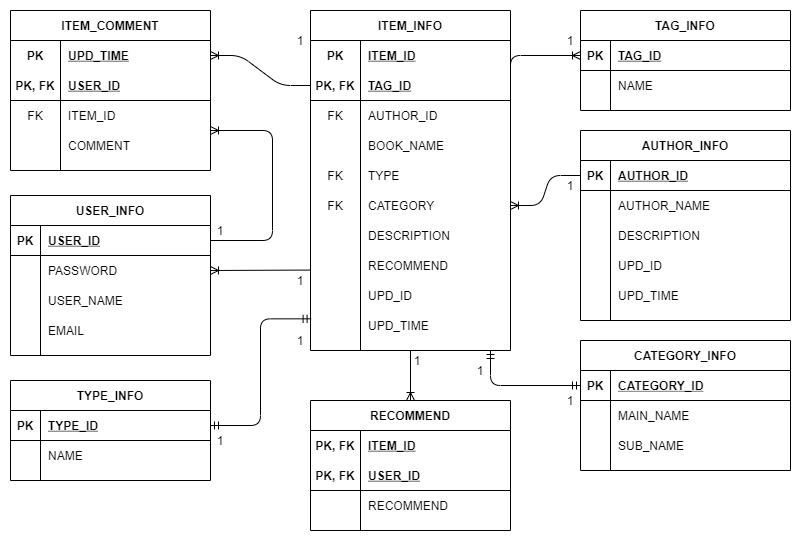 ITEM_COMMENT
PK UPD_TIME
PK, FK USER_ID
FK ITEM_ID
COMMENT
USER_INFO
PK USER_ID
PASSWORD
USER_NAME
EMAIL
TYPE_INFO
PK TYPE_ID
NAME
1
1
1
1
1
ITEM_INFO
PK ITEM_ID
PK, FK TAG_ID
FK AUTHOR_ID
BOOK_NAME
FK TYPE
FK CATEGORY
DESCRIPTION
RECOMMEND
UPD_ID
UPD_TIME
1
1
RECOMMEND
PK, FK ITEM_ID
PK, FK USER_ID
RECOMMEND
1
1
1
TAG_INFO
PK TAG_ID
NAME
AUTHOR_INFO
PK AUTHOR_ID
AUTHOR_NAME
DESCRIPTION
UPD_ID
UPD_TIME
CATEGORY_INFO
PK CATEGORY_ID
MAIN_NAME
SUB_NAME